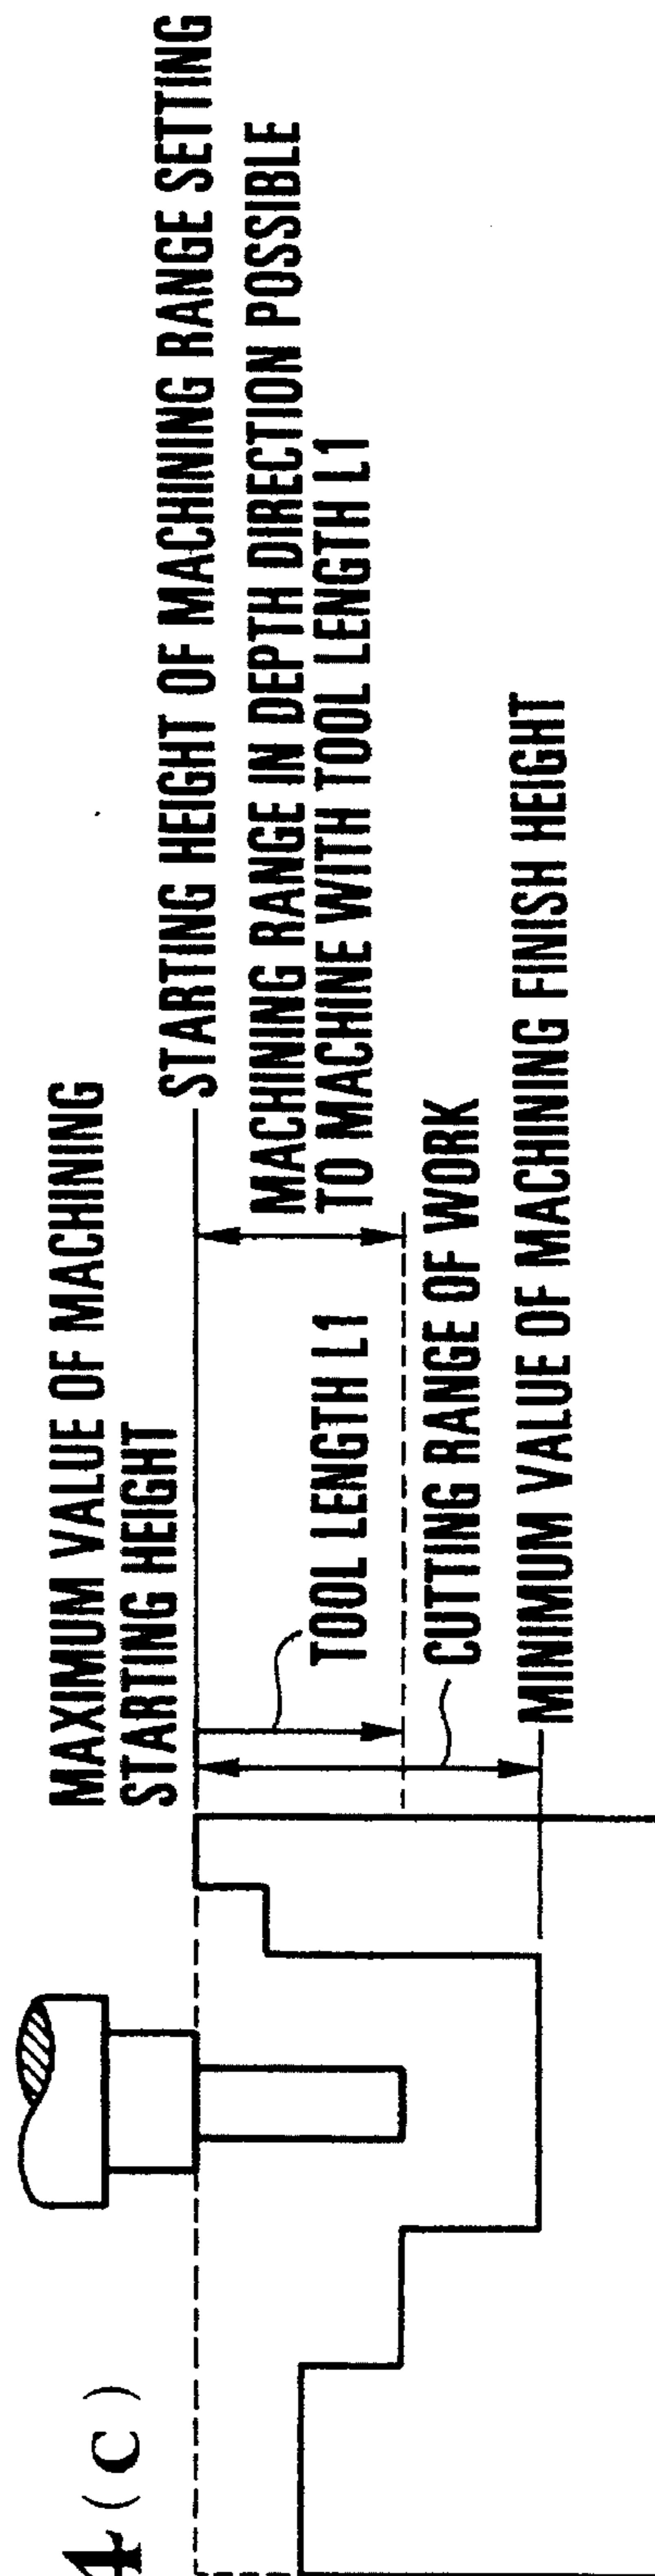 4(C)
MAXIMUM VALUE OF MACHINING
STARTING HEIGHT
STARTING HEIGHT OF MACHINING RANGE SETTING
MACHINING RANGE IN DEPTH DIRECTION POSSIBLE
TO MACHINE WITH TOOL LENGTH L1
TOOL LENGTH L1
CUTTING RANGE OF WORK
MINIMUM VALUE OF MACHINING FINISH HEIGHT